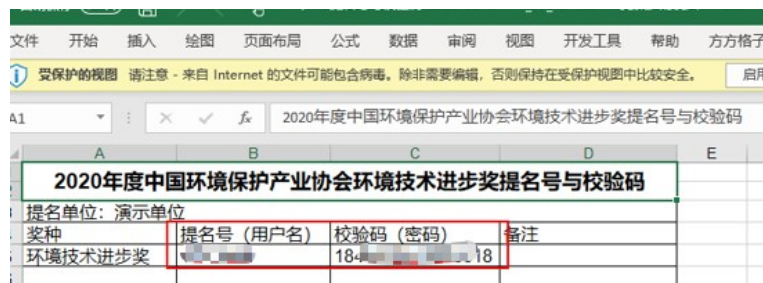 文件 开始 插入 绘图 页面布局 公式 数据 审阅 视图 开发工具 帮助 方方格子
受保护的视图 请注意 - 来自 Internet 的文件可能包含病毒。除非需要编辑，否则保持在受保护视图中比较安全。 启用
A1 fx 2020年度中国环境保护产业协会环境技术进步奖提名号与校验码
A B C D E
2020年度中国环境保护产业协会环境技术进步奖提名号与校验码
提名单位：演示单位
奖种 提名号（用户名） 校验码（密码） 备注
环境技术进步奖 184 18